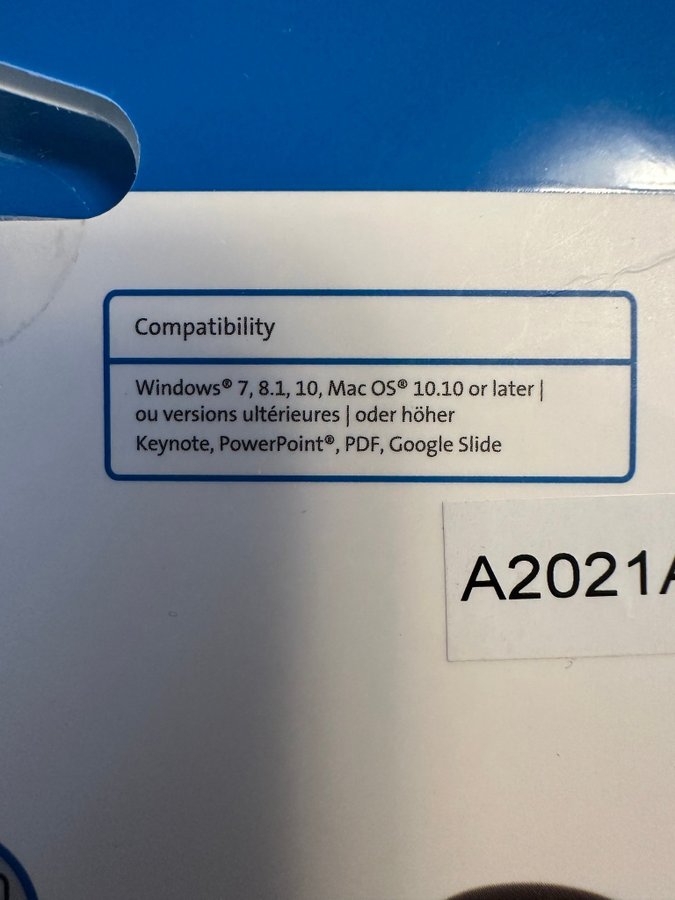 Compatibility
Windows® 7, 8.1, 10, Mac OS® 10.10 or later |
ou versions ultérieures | oder höher
Keynote, PowerPoint®, PDF, Google Slide
A2021A